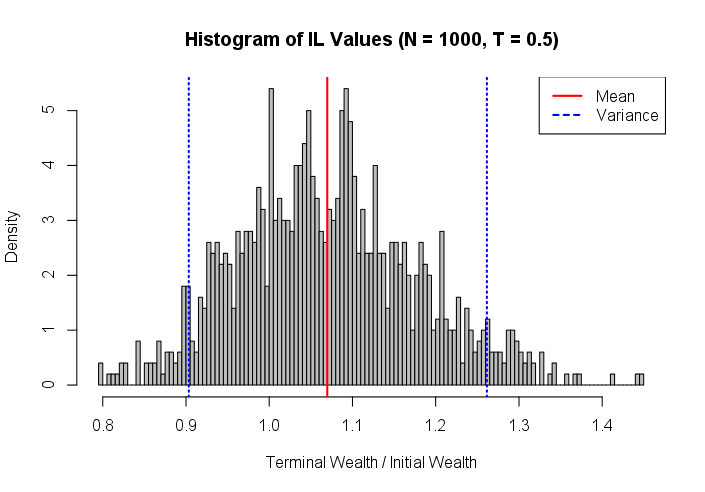 Histogram of IL Values (N = 1000, T = 0.5)
Mean
Variance
Density
5
4
3
2
1
0
0.8 0.9 1.0 1.1 1.2 1.3 1.4
Terminal Wealth / Initial Wealth